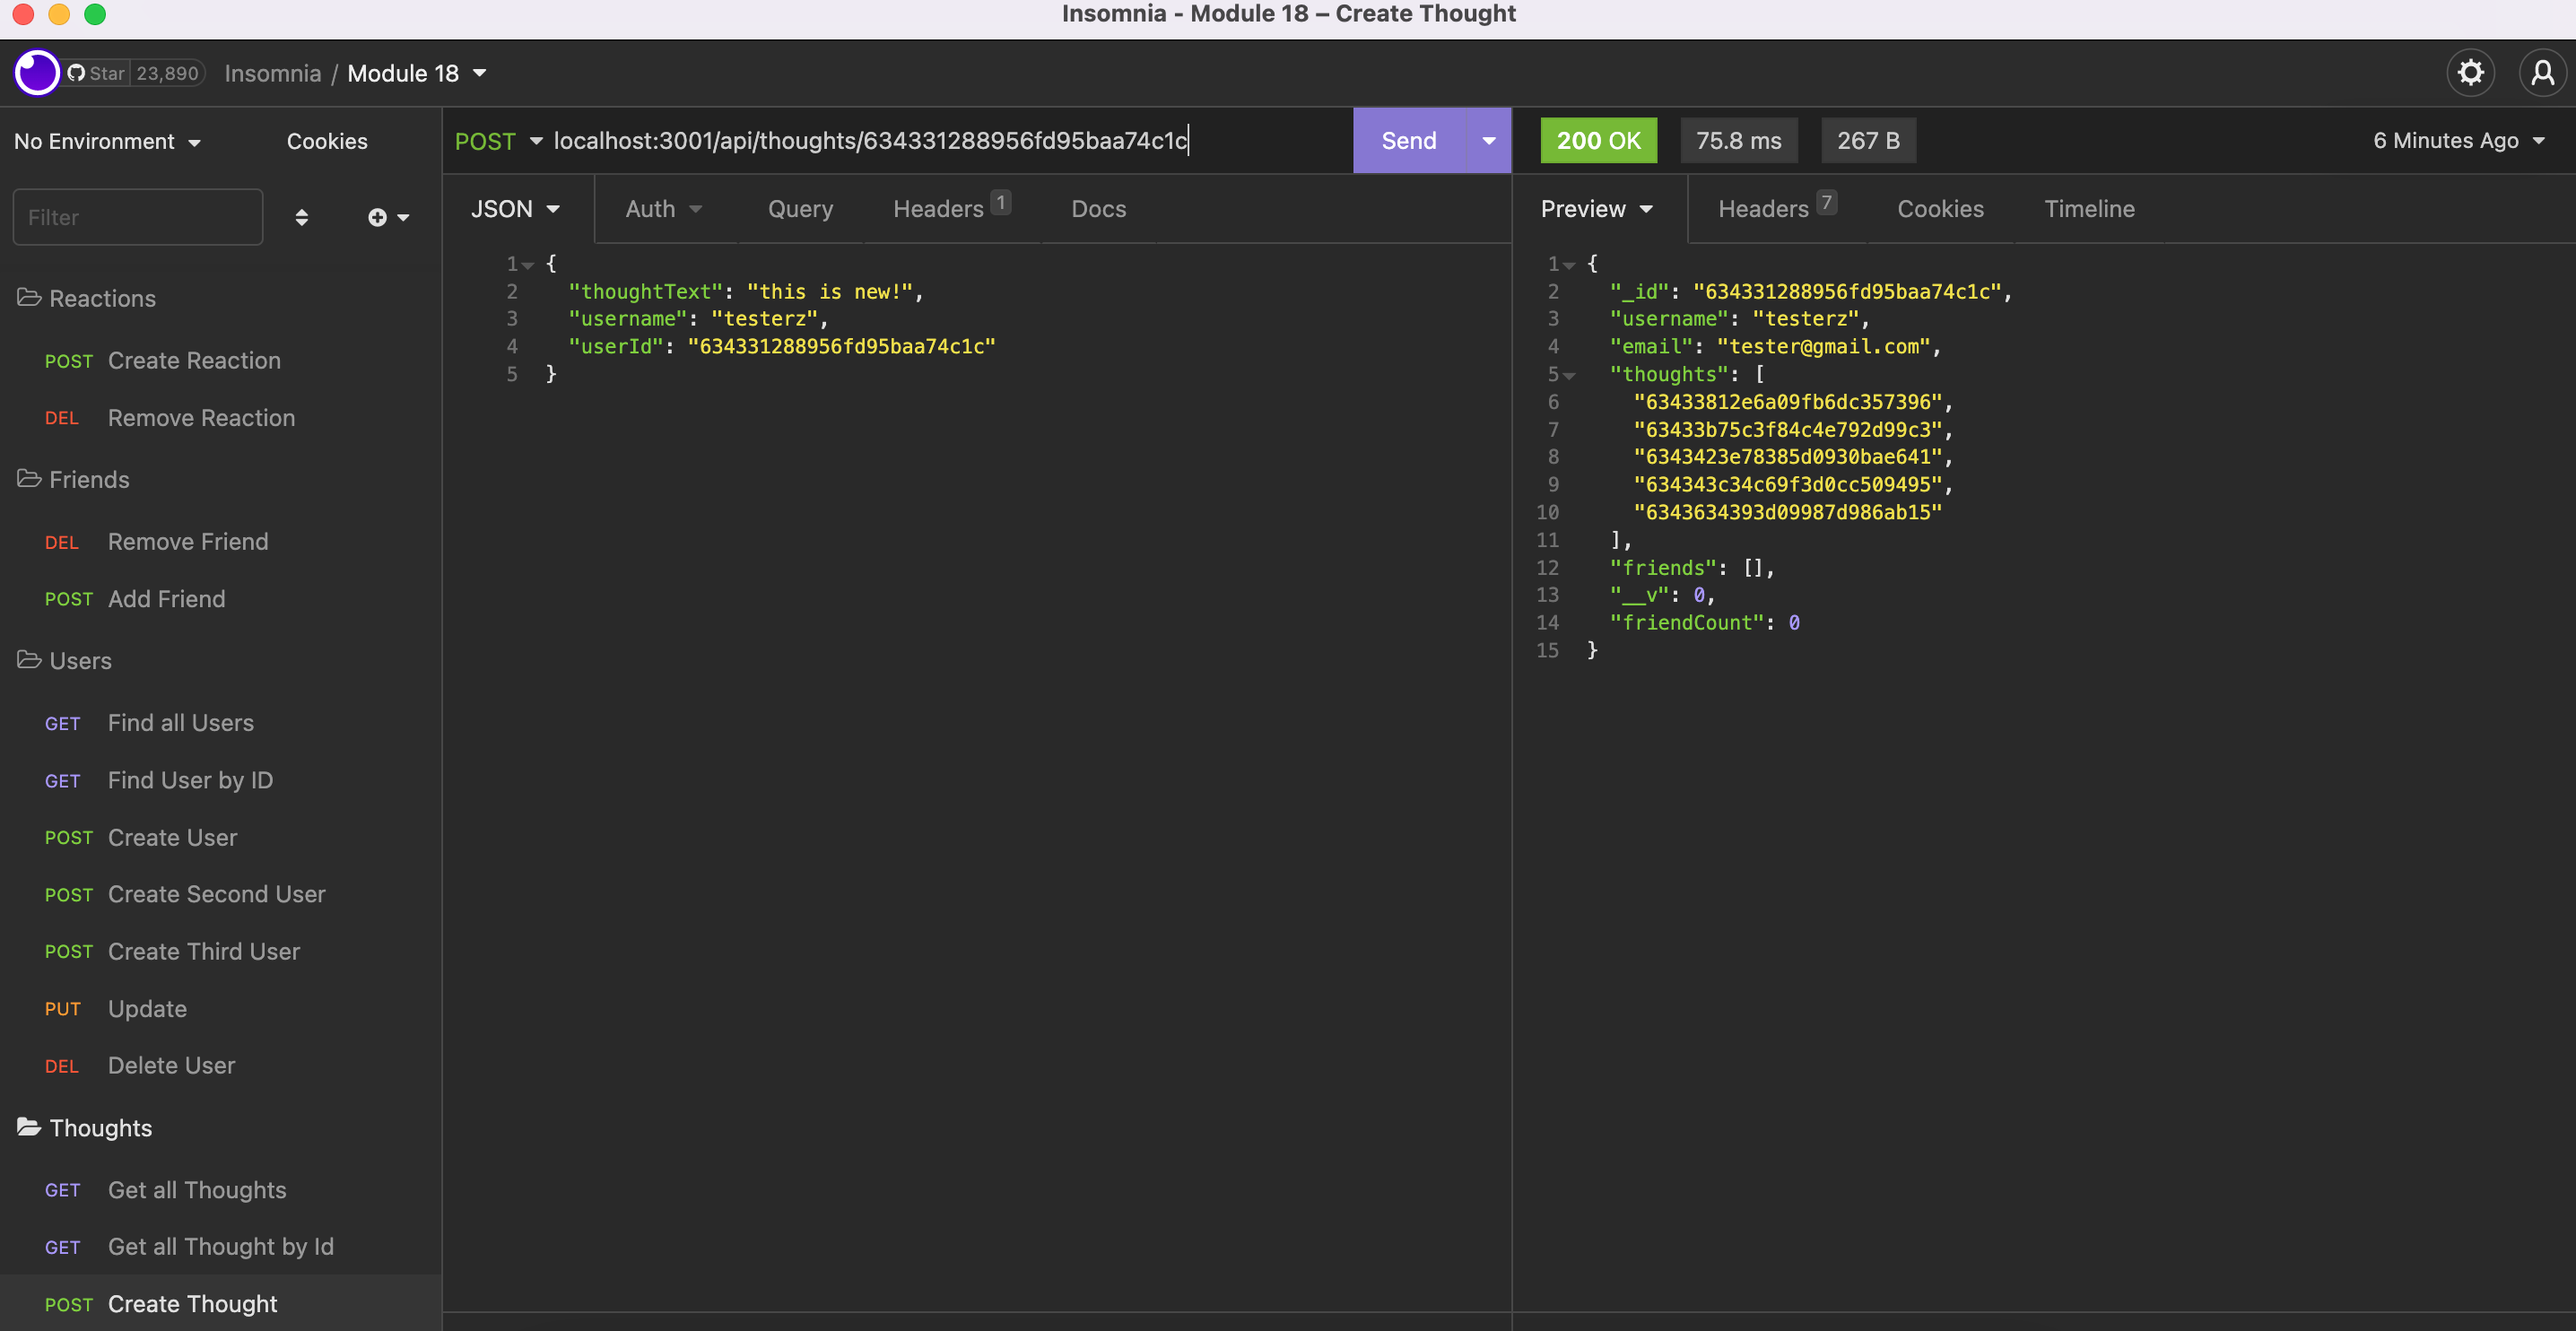 Insomnia - Module 18 – Create Thought
Star 23,890 Insomnia / Module 18
No Environment Cookies
Filter
Reactions
POST Create Reaction
DEL Remove Reaction
Friends
DEL Remove Friend
POST Add Friend
Users
GET Find all Users
GET Find User by ID
POST Create User
POST Create Second User
POST Create Third User
PUT Update
DEL Delete User
Thoughts
GET Get all Thoughts
GET Get all Thought by Id
POST Create Thought
POST localhost:3001/api/thoughts/634331288956fd95baa74c1c Send
JSON Auth Query Headers 1 Docs
1 {
2 "thoughtText": "this is new!",
3 "username": "testerz",
4 "userId": "634331288956fd95baa74c1c"
5 }
200 OK 75.8 ms 267 B 6 Minutes Ago
Preview Headers 7 Cookies Timeline
1 {
2 "_id": "634331288956fd95baa74c1c",
3 "username": "testerz",
4 "email": "tester@gmail.com",
5 "thoughts": [
6 "63433812e6a09fb6dc357396",
7 "63433b75c3f84c4e792d99c3",
8 "6343423e78385d0930bae641",
9 "634343c34c69f3d0cc509495",
10 "6343634393d09987d986ab15"
11 ],
12 "friends": [],
13 "__v": 0,
14 "friendCount": 0
15 }